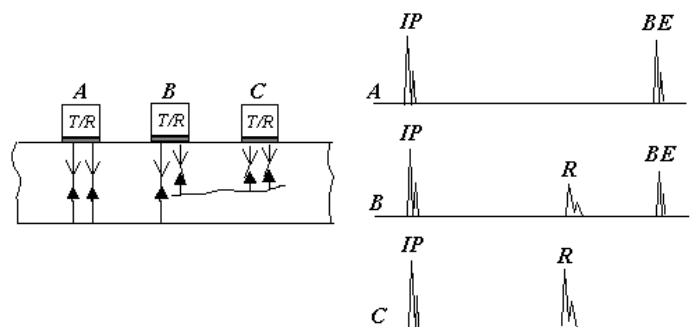 A B C
T/R T/R T/R
IP BE
A
IP R BE
B
IP R
C